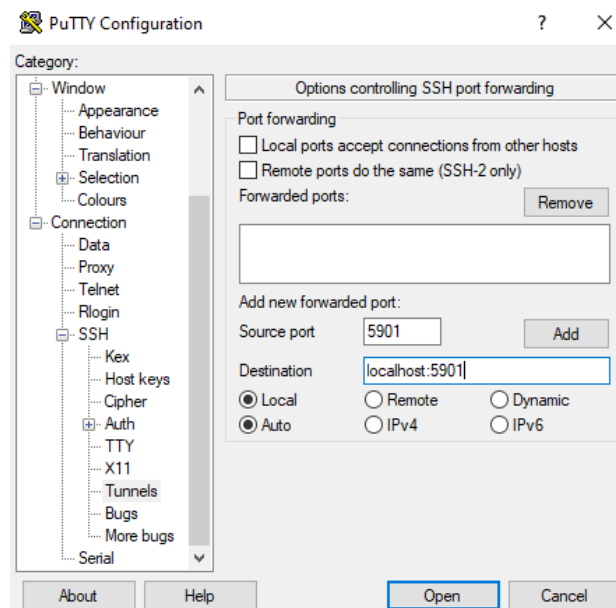 PuTTY Configuration
?
Category:
Window
Appearance
Behaviour
Translation
Selection
Colours
Connection
Data
Proxy
Telnet
Rlogin
SSH
Kex
Host keys
Cipher
Auth
TTY
X11
Tunnels
Bugs
More bugs
Serial
Options controlling SSH port forwarding
Port forwarding
Local ports accept connections from other hosts
Remote ports do the same (SSH-2 only)
Forwarded ports:
Remove
Add new forwarded port:
Source port 5901 Add
Destination localhost:5901
Local Remote Dynamic
Auto IPv4 IPv6
About Help Open Cancel